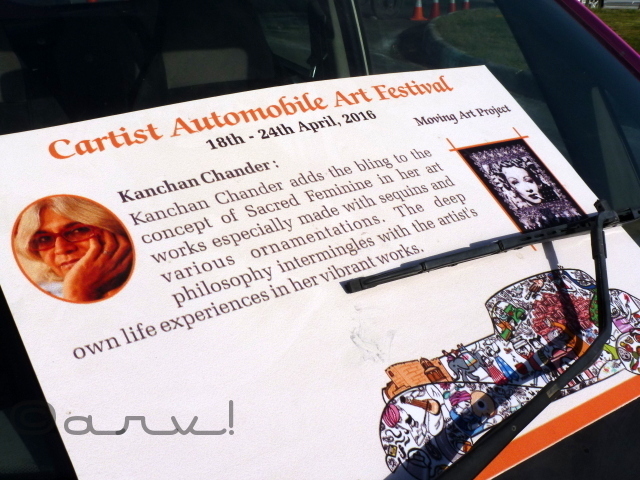 Cartist Automobile Art Festival
18th - 24th April, 2016
Moving Art Project
Kanchan Chander :
Kanchan Chander adds the bling to the
concept of Sacred Feminine in her art
works especially made with sequins and
various ornamentations. The deep
philosophy intermingles with the artist's
own life experiences in her vibrant works.
©arv!